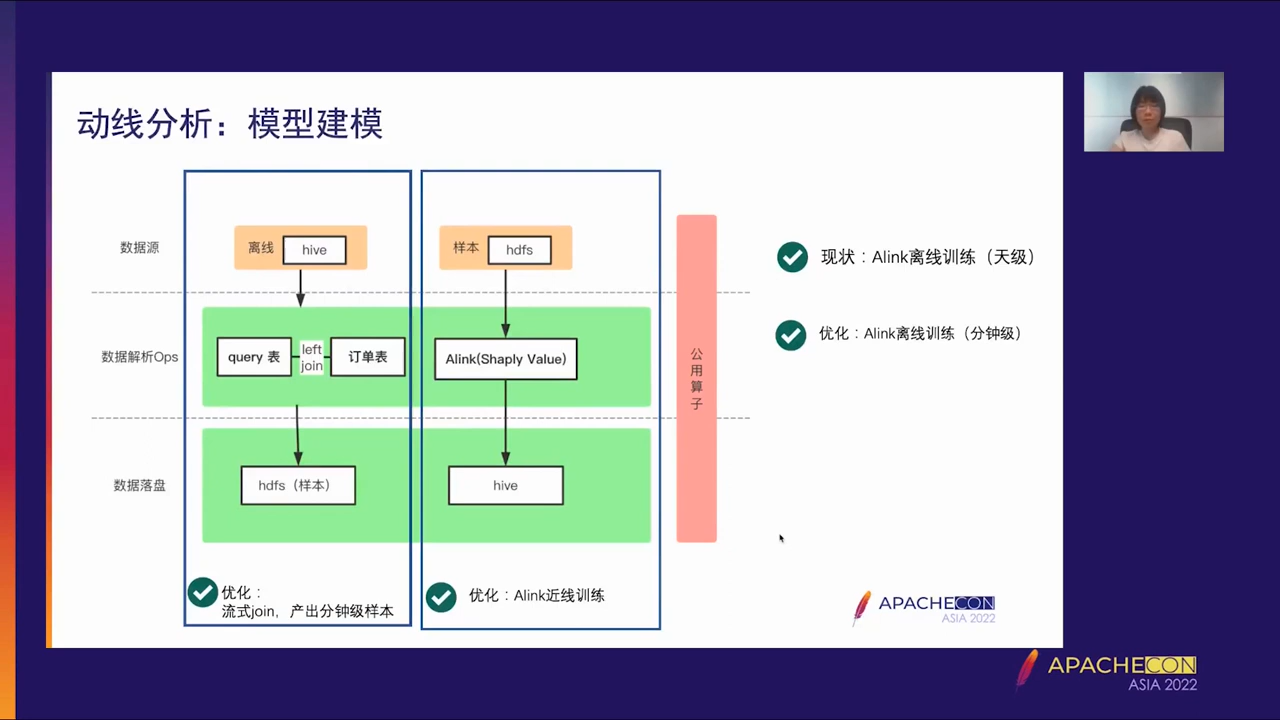 动线分析：模型建模
数据源
离线
hive
样本
hdfs
现状：Alink离线训练（天级）
数据解析Ops
query 表
left
join
订单表
Alink(Shaply Value)
公用算子
优化：Alink离线训练（分钟级）
数据落盘
hdfs（样本）
hive
优化：
流式join，产出分钟级样本
优化：Alink近线训练
APACHECON
ASIA 2022
APACHECON
ASIA 2022